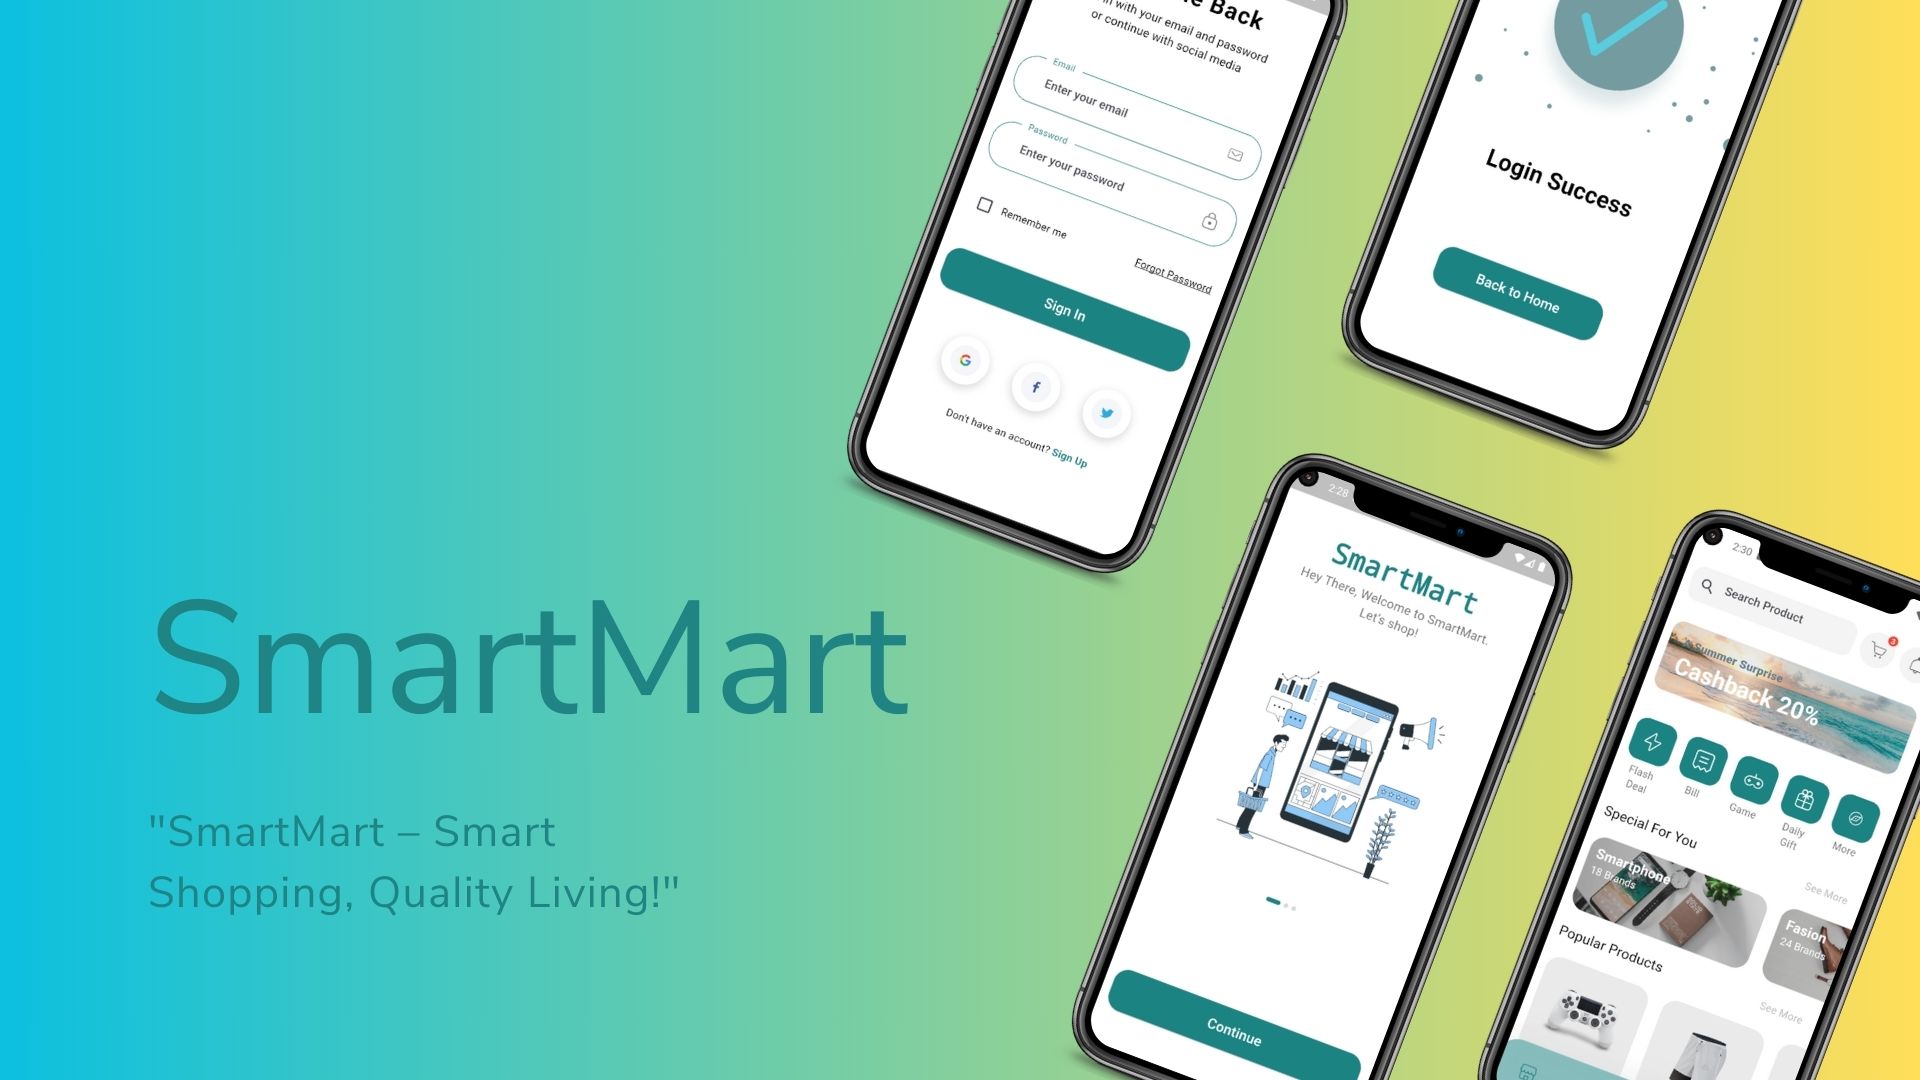 SmartMart
"SmartMart – Smart
Shopping, Quality Living!"
Back
with your email and password
or continue with social media
Email
Enter your email
Password
Enter your password
Remember me
Forgot Password
Sign In
Don't have an account? Sign Up
Login Success
Back to Home
2:28
SmartMart
Hey There, Welcome to SmartMart.
Let's shop!
Continue
2:30
Search Product
3
Summer Surprise
Cashback 20%
Flash
Deal
Bill
Game
Daily
Gift
More
Special For You
See More
Smartphone
18 Brands
Fasion
24 Brands
Popular Products
See More